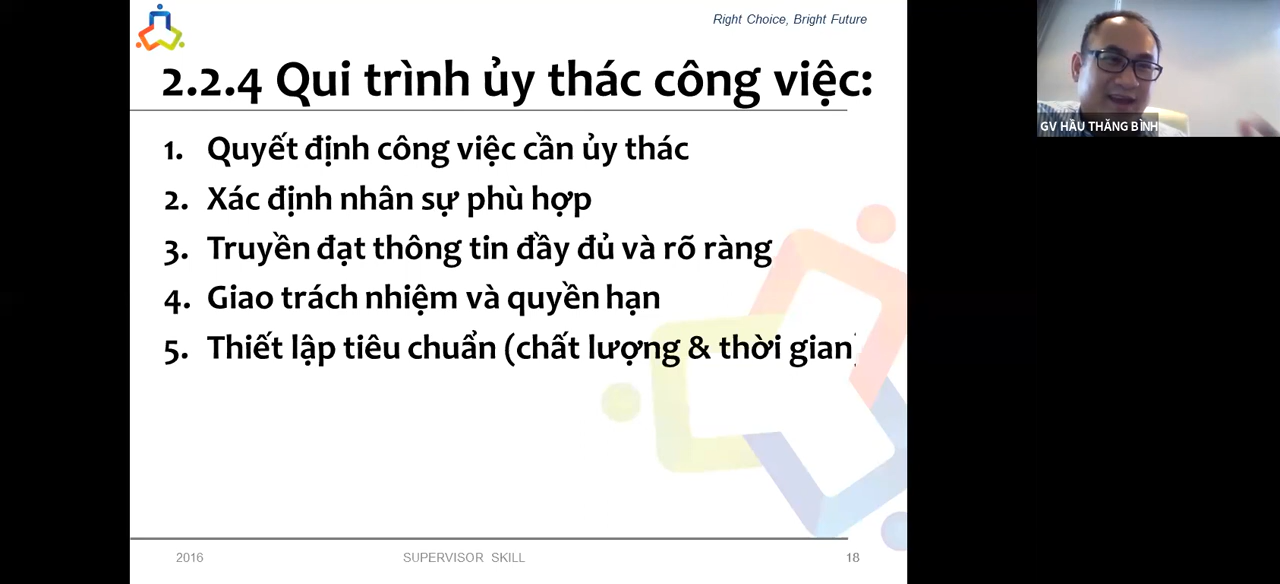 Right Choice, Bright Future
2.2.4 Qui trình ủy thác công việc:
1. Quyết định công việc cần ủy thác
2. Xác định nhân sự phù hợp
3. Truyền đạt thông tin đầy đủ và rõ ràng
4. Giao trách nhiệm và quyền hạn
5. Thiết lập tiêu chuẩn (chất lượng & thời gian)
2016 SUPERVISOR SKILL 18
GV HẦU THĂNG BÌNH